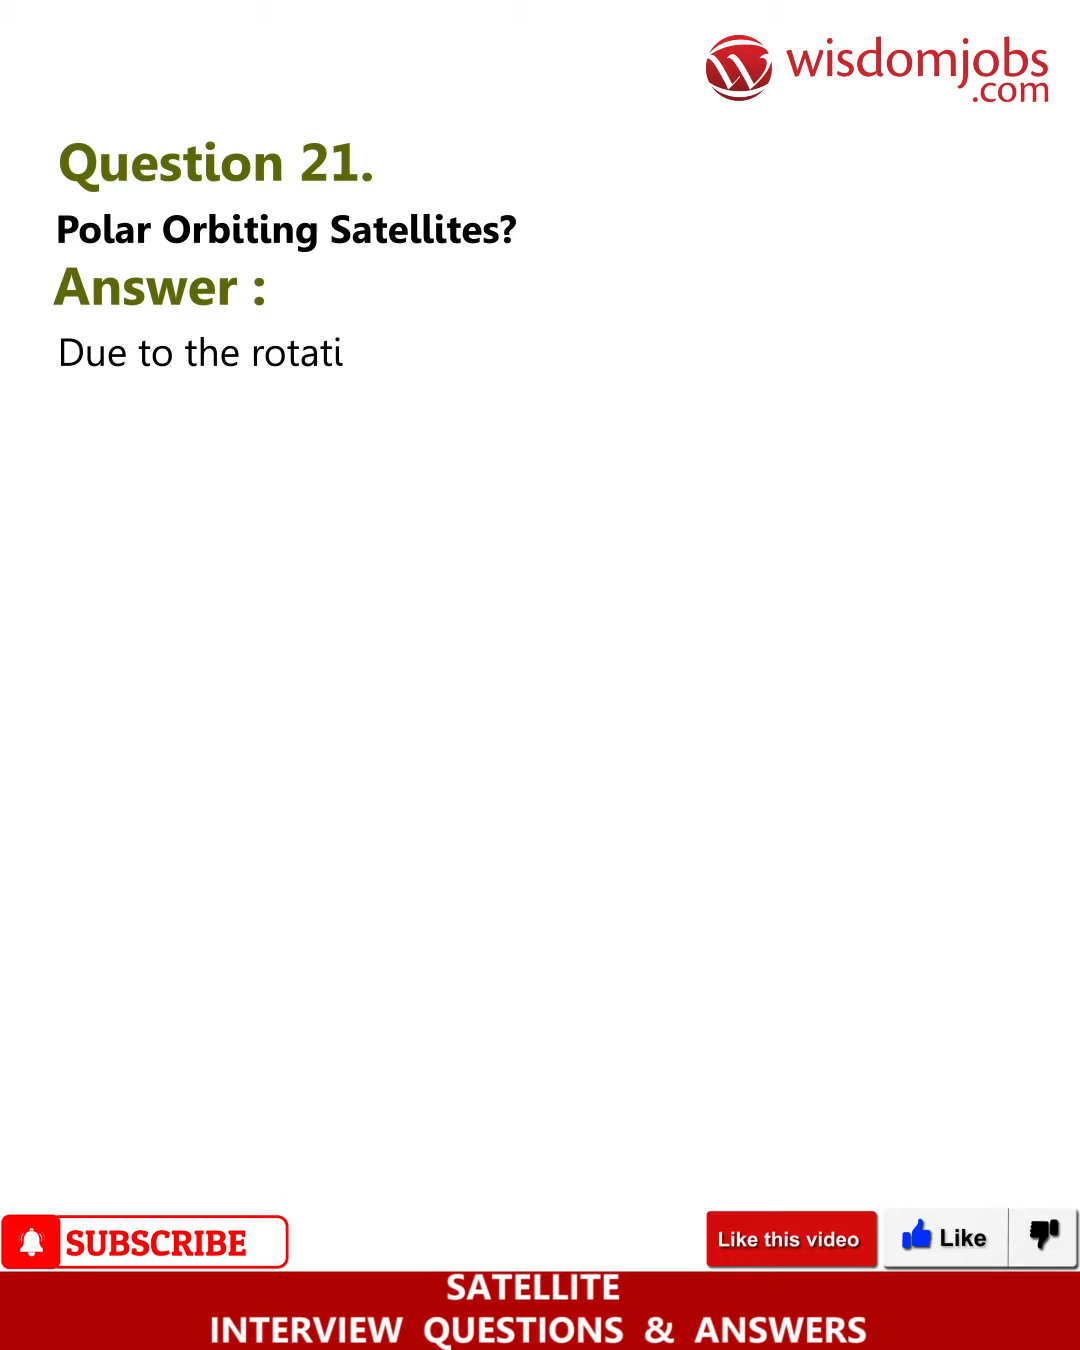 wisdomjobs
.com
Question 21.
Polar Orbiting Satellites?
Answer :
Due to the rotati
SUBSCRIBE
Like this video
Like
SATELLITE
INTERVIEW QUESTIONS & ANSWERS